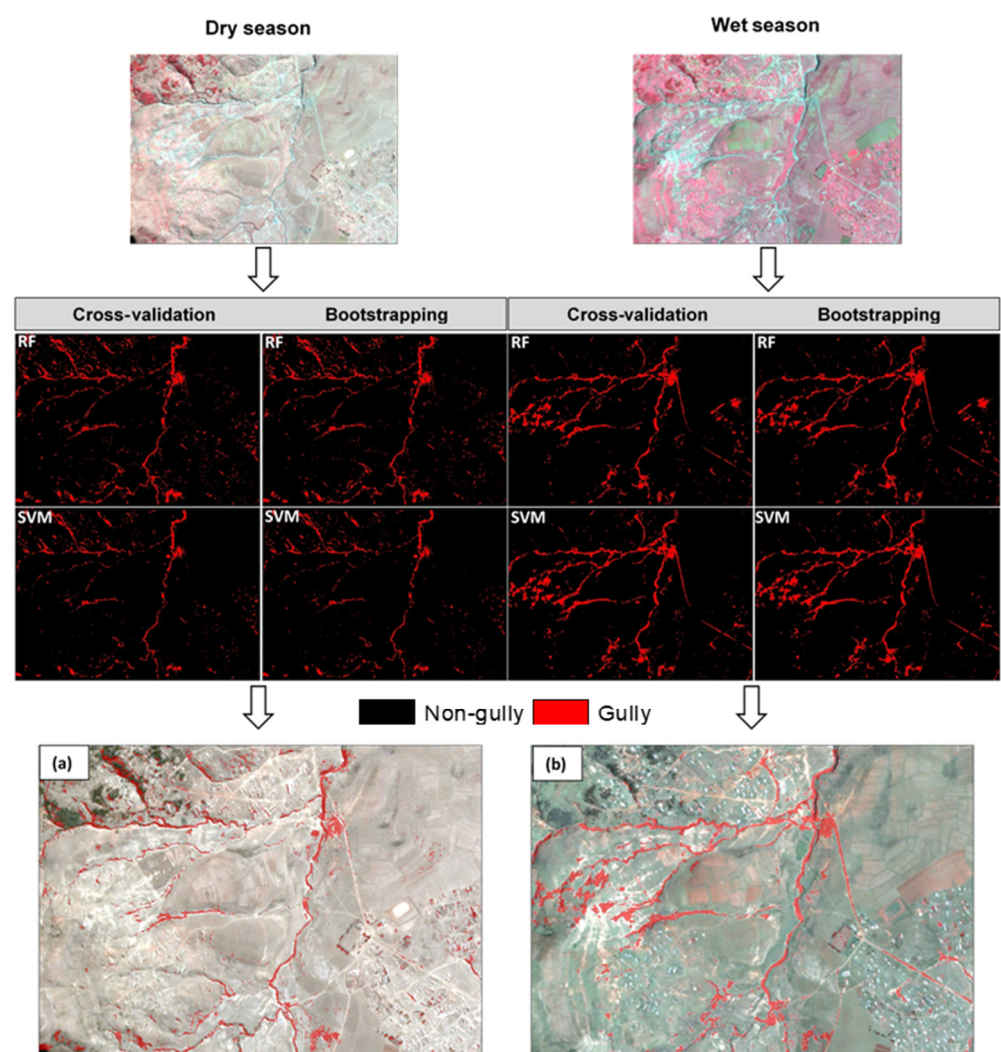 Dry season
Wet season
Cross-validation
Bootstrapping
Cross-validation
Bootstrapping
RF
RF
RF
RF
SVM
SVM
SVM
SVM
Non-gully
Gully
(a)
(b)